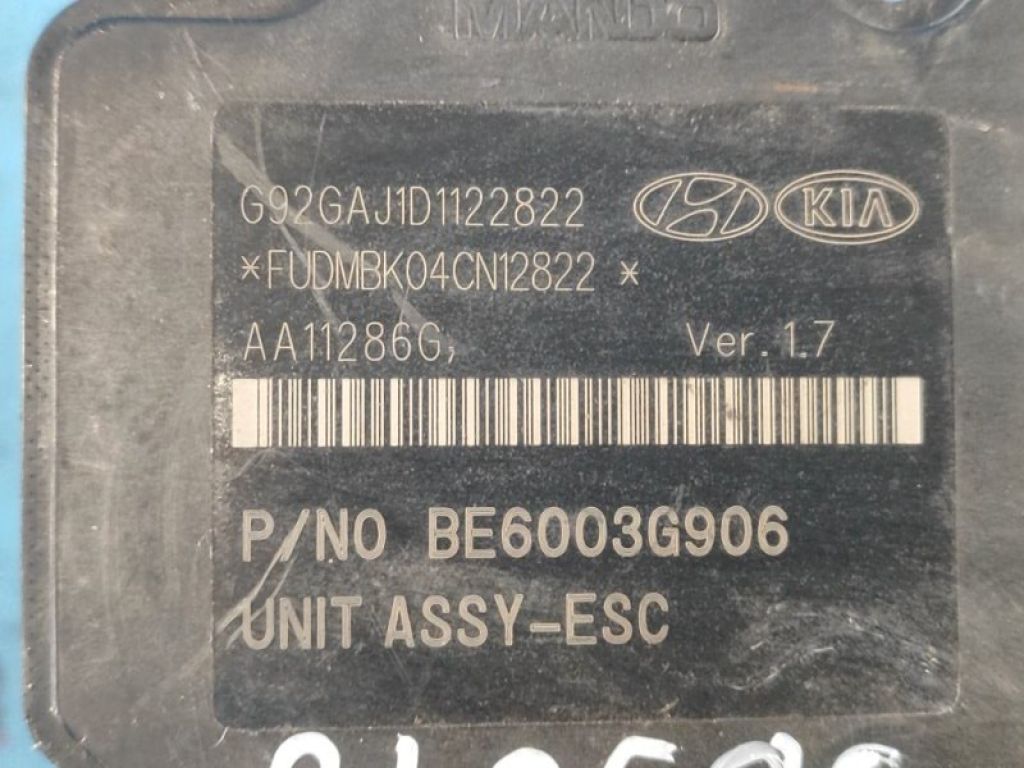 MANDO
G92GAJ1D1122822
KIA
*FUDMBK04CN12822 *
AA11286G;
Ver. 1.7
P/NO BE6003G906
UNIT ASSY-ESC